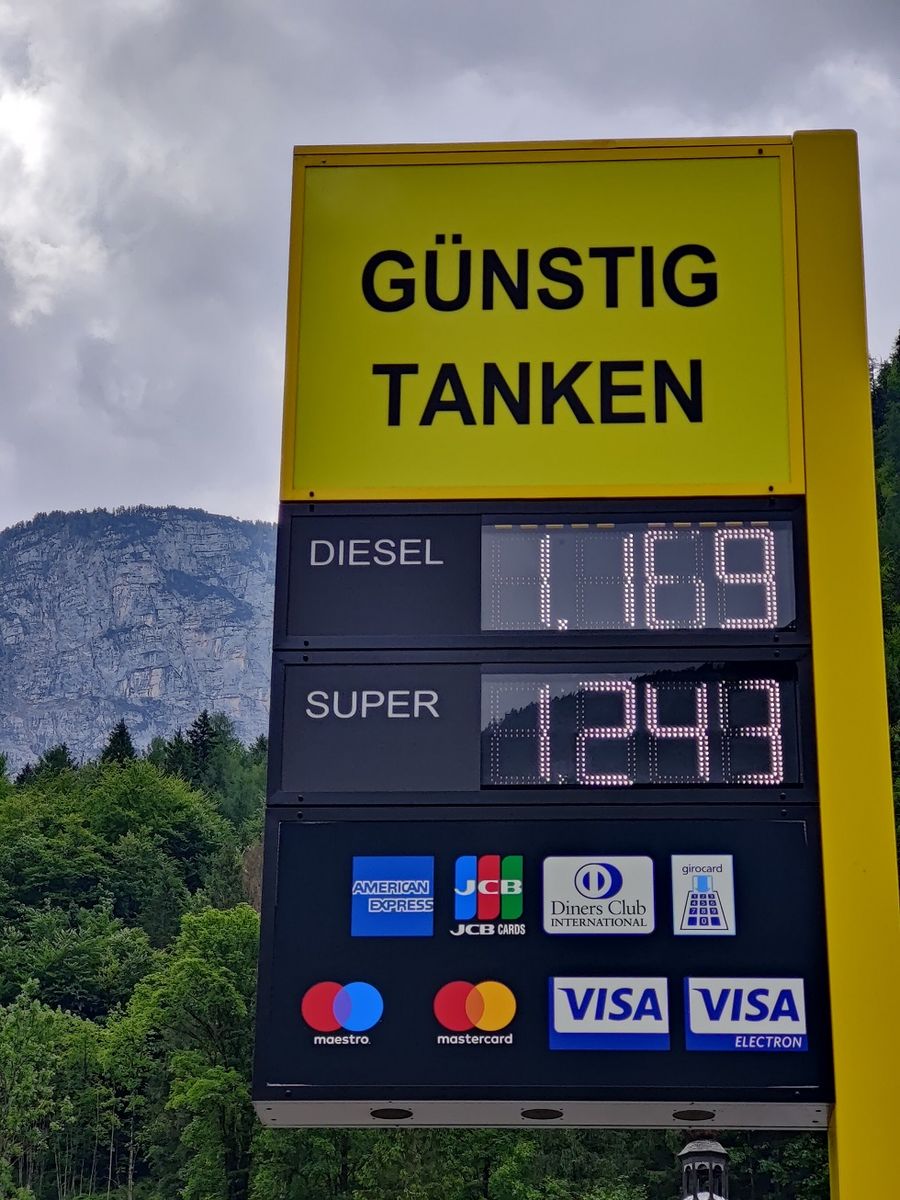 GÜNSTIG
TANKEN
DIESEL 1.169
SUPER 1.243
AMERICAN EXPRESS
JCB
JCB CARDS
Diners Club
INTERNATIONAL
girocard
maestro
mastercard
VISA
VISA
ELECTRON